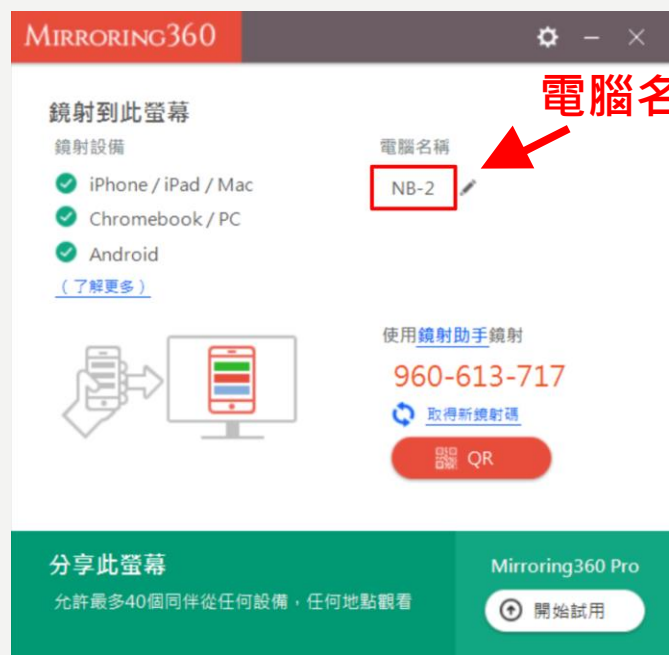 MIRRORING360
電腦名
鏡射到此螢幕
鏡射設備
iPhone / iPad / Mac
Chromebook / PC
Android
(了解更多)
電腦名稱
NB-2
使用鏡射助手鏡射
960-613-717
取得新鏡射碼
QR
分享此螢幕
允許最多40個同伴從任何設備，任何地點觀看
Mirroring360 Pro
開始試用